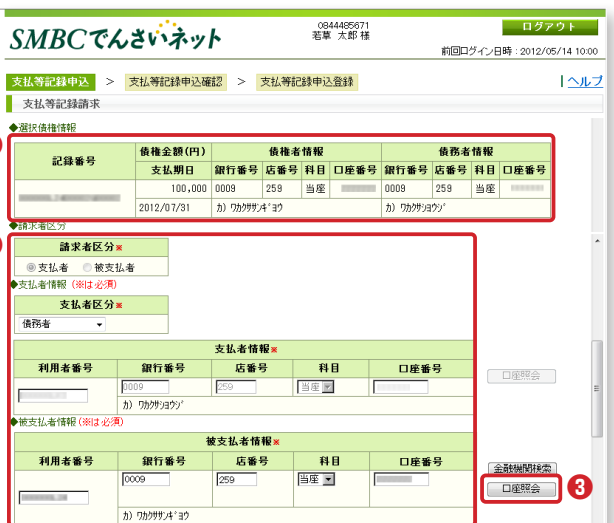 SMBCでんさいネット
0844485671
若草 太郎 様
ログアウト
前回ログイン日時 : 2012/05/14 10:00
支払等記録申込 > 支払等記録申込確認 > 支払等記録申込登録
ヘルプ
支払等記録請求
◆選択債権情報
記録番号 債権金額(円) 債権者情報 債務者情報
支払期日 銀行番号 店番号 科目 口座番号 銀行番号 店番号 科目 口座番号
100,000 0009 259 当座 0009 259 当座
2012/07/31 カ）ワカクササンギヨウ カ）ワカクサシヨウジ
◆請求者区分
請求者区分※
支払者 被支払者
◆支払者情報 (※は必須)
支払者区分※
債務者
支払者情報※
利用者番号 銀行番号 店番号 科目 口座番号
0009 259 当座
口座照会
カ）ワカクサシヨウジ
◆被支払者情報 (※は必須)
被支払者情報※
利用者番号 銀行番号 店番号 科目 口座番号
金融機関検索
0009 259 当座
口座照会 3
カ）ワカクササンギヨウ